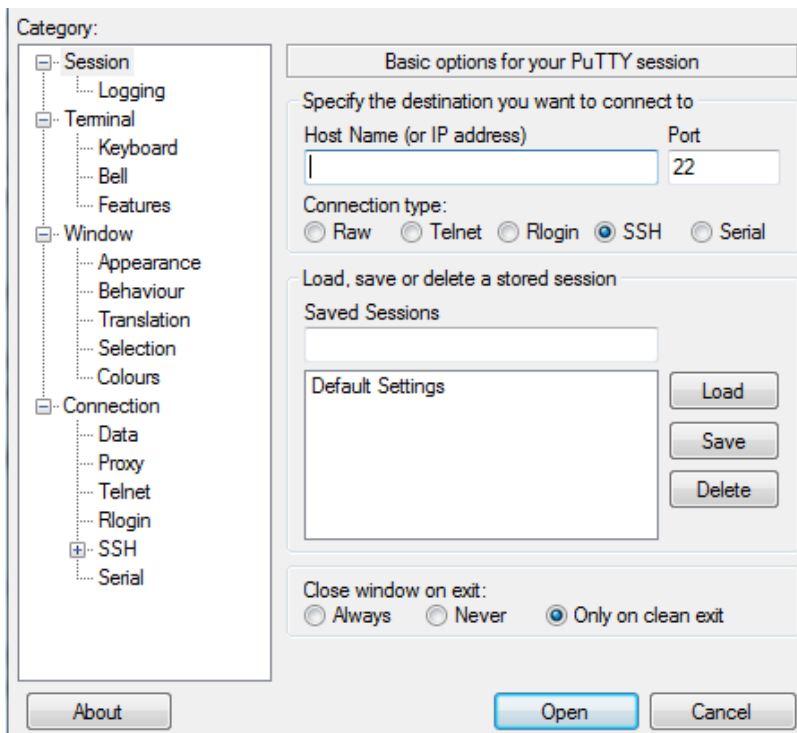 Category:
Session
Logging
Terminal
Keyboard
Bell
Features
Window
Appearance
Behaviour
Translation
Selection
Colours
Connection
Data
Proxy
Telnet
Rlogin
SSH
Serial
Basic options for your PuTTY session
Specify the destination you want to connect to
Host Name (or IP address) Port
22
Connection type:
Raw Telnet Rlogin SSH Serial
Load, save or delete a stored session
Saved Sessions
Default Settings
Load
Save
Delete
Close window on exit:
Always Never Only on clean exit
About Open Cancel